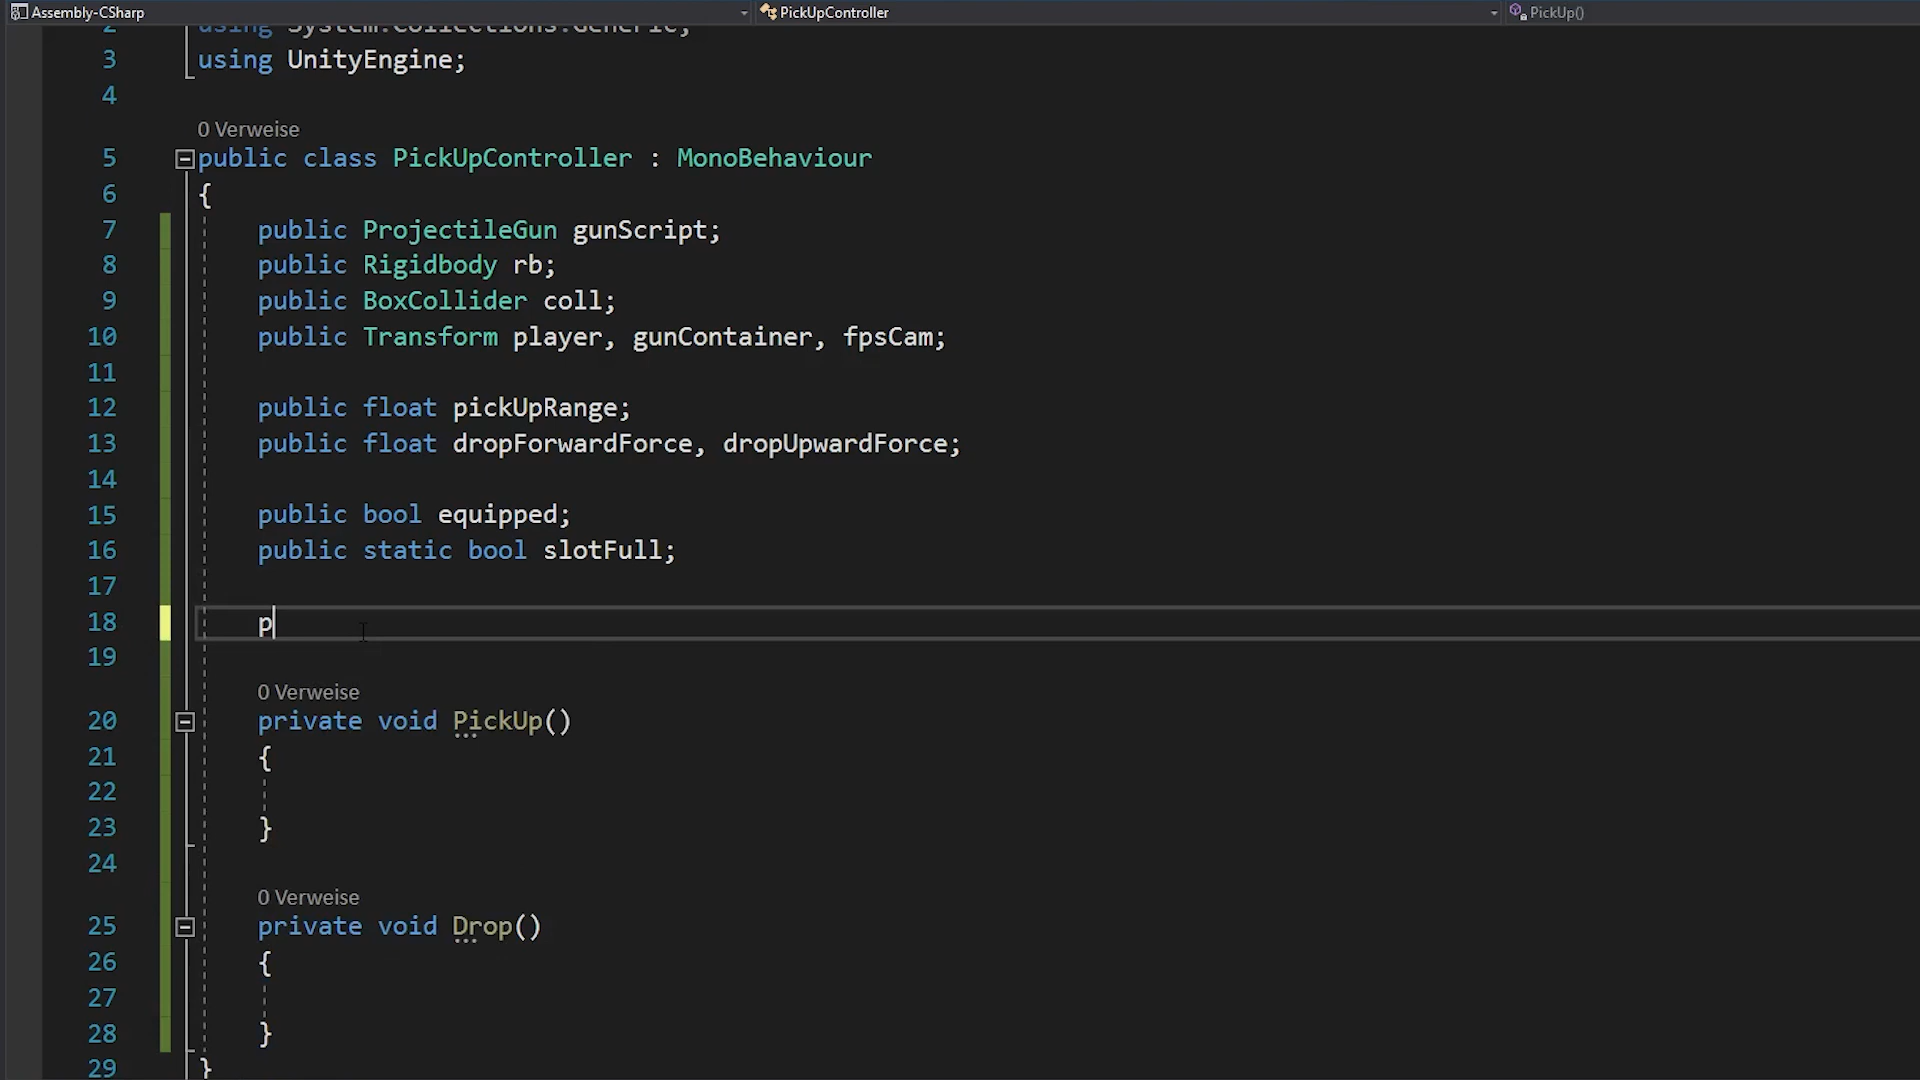 Assembly-CSharp PickUpController PickUp()
2 using System.Collections.Generic;
3 using UnityEngine;
4
0 Verweise
5 public class PickUpController : MonoBehaviour
6 {
7 public ProjectileGun gunScript;
8 public Rigidbody rb;
9 public BoxCollider coll;
10 public Transform player, gunContainer, fpsCam;
11
12 public float pickUpRange;
13 public float dropForwardForce, dropUpwardForce;
14
15 public bool equipped;
16 public static bool slotFull;
17
18 p
19
0 Verweise
20 private void PickUp()
21 {
22
23 }
24
0 Verweise
25 private void Drop()
26 {
27
28 }
29 }